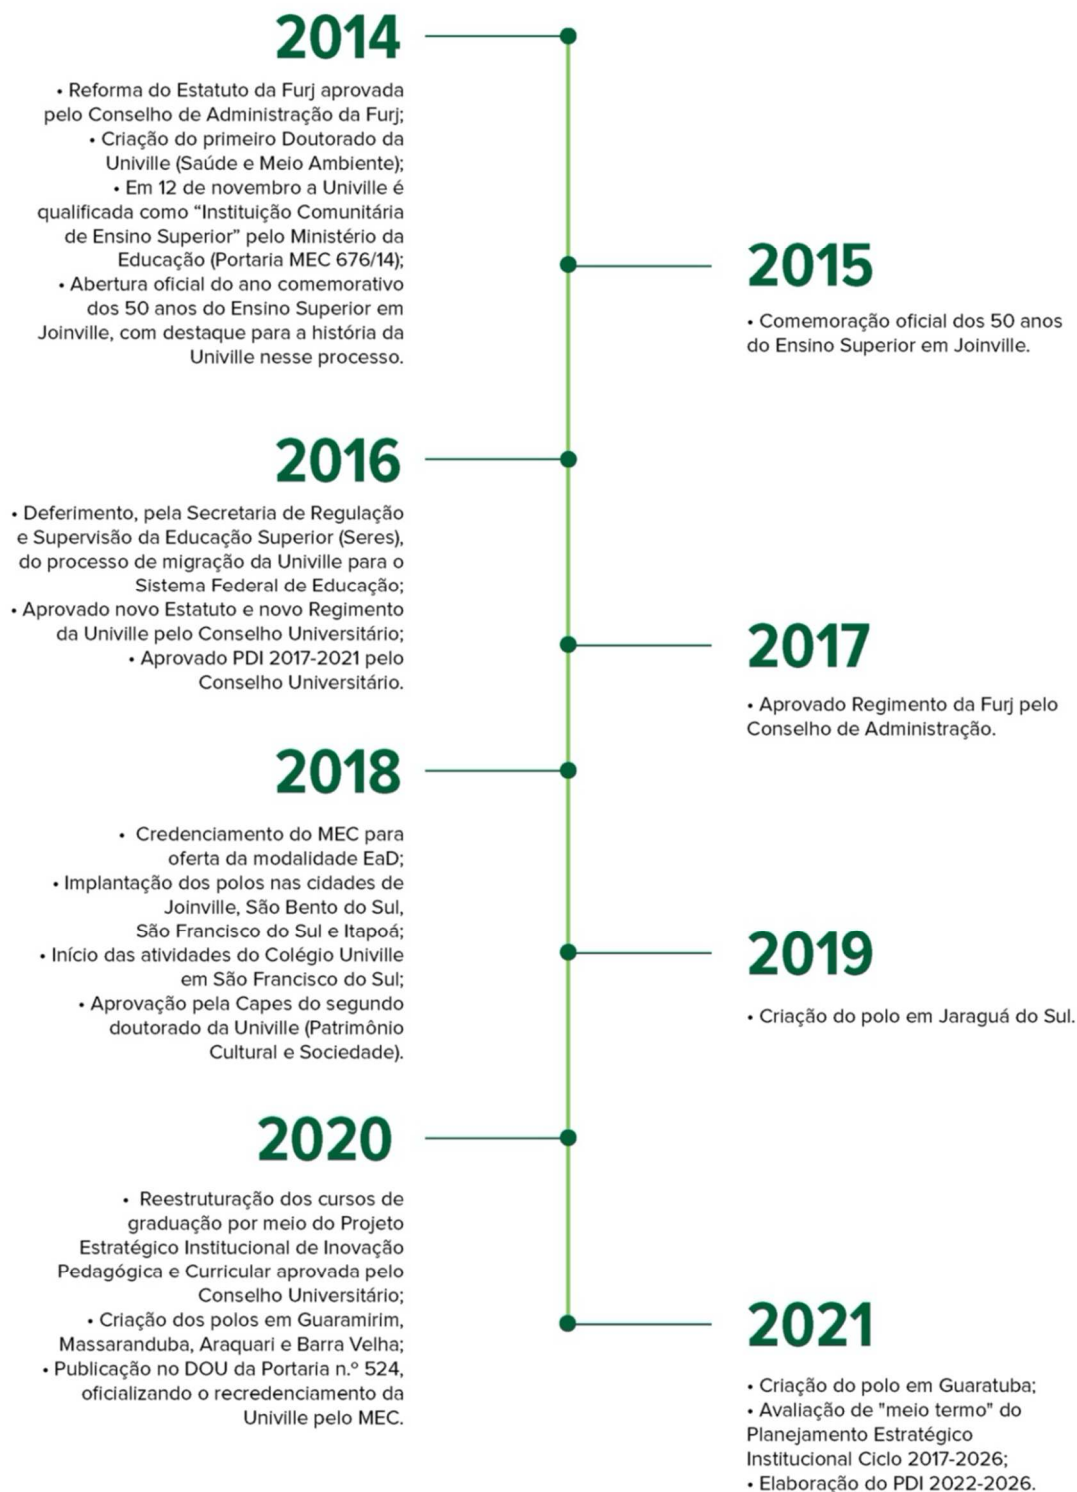 2014
• Reforma do Estatuto da Furj aprovada
pelo Conselho de Administração da Furj;
• Criação do primeiro Doutorado da
Univille (Saúde e Meio Ambiente);
• Em 12 de novembro a Univille é
qualificada como “Instituição Comunitária
de Ensino Superior” pelo Ministério da
Educação (Portaria MEC 676/14);
• Abertura oficial do ano comemorativo
dos 50 anos do Ensino Superior em
Joinville, com destaque para a história da
Univille nesse processo.
2015
• Comemoração oficial dos 50 anos
do Ensino Superior em Joinville.
2016
• Deferimento, pela Secretaria de Regulação
e Supervisão da Educação Superior (Seres),
do processo de migração da Univille para o
Sistema Federal de Educação;
• Aprovado novo Estatuto e novo Regimento
da Univille pelo Conselho Universitário;
• Aprovado PDI 2017-2021 pelo
Conselho Universitário.
2017
• Aprovado Regimento da Furj pelo
Conselho de Administração.
2018
• Credenciamento do MEC para
oferta da modalidade EaD;
• Implantação dos polos nas cidades de
Joinville, São Bento do Sul,
São Francisco do Sul e Itapoá;
• Início das atividades do Colégio Univille
em São Francisco do Sul;
• Aprovação pela Capes do segundo
doutorado da Univille (Patrimônio
Cultural e Sociedade).
2019
• Criação do polo em Jaraguá do Sul.
2020
• Reestruturação dos cursos de
graduação por meio do Projeto
Estratégico Institucional de Inovação
Pedagógica e Curricular aprovada pelo
Conselho Universitário;
• Criação dos polos em Guaramirim,
Massaranduba, Araquari e Barra Velha;
• Publicação no DOU da Portaria n.º 524,
oficializando o recredenciamento da
Univille pelo MEC.
2021
• Criação do polo em Guaratuba;
• Avaliação de "meio termo" do
Planejamento Estratégico
Institucional Ciclo 2017-2026;
• Elaboração do PDI 2022-2026.